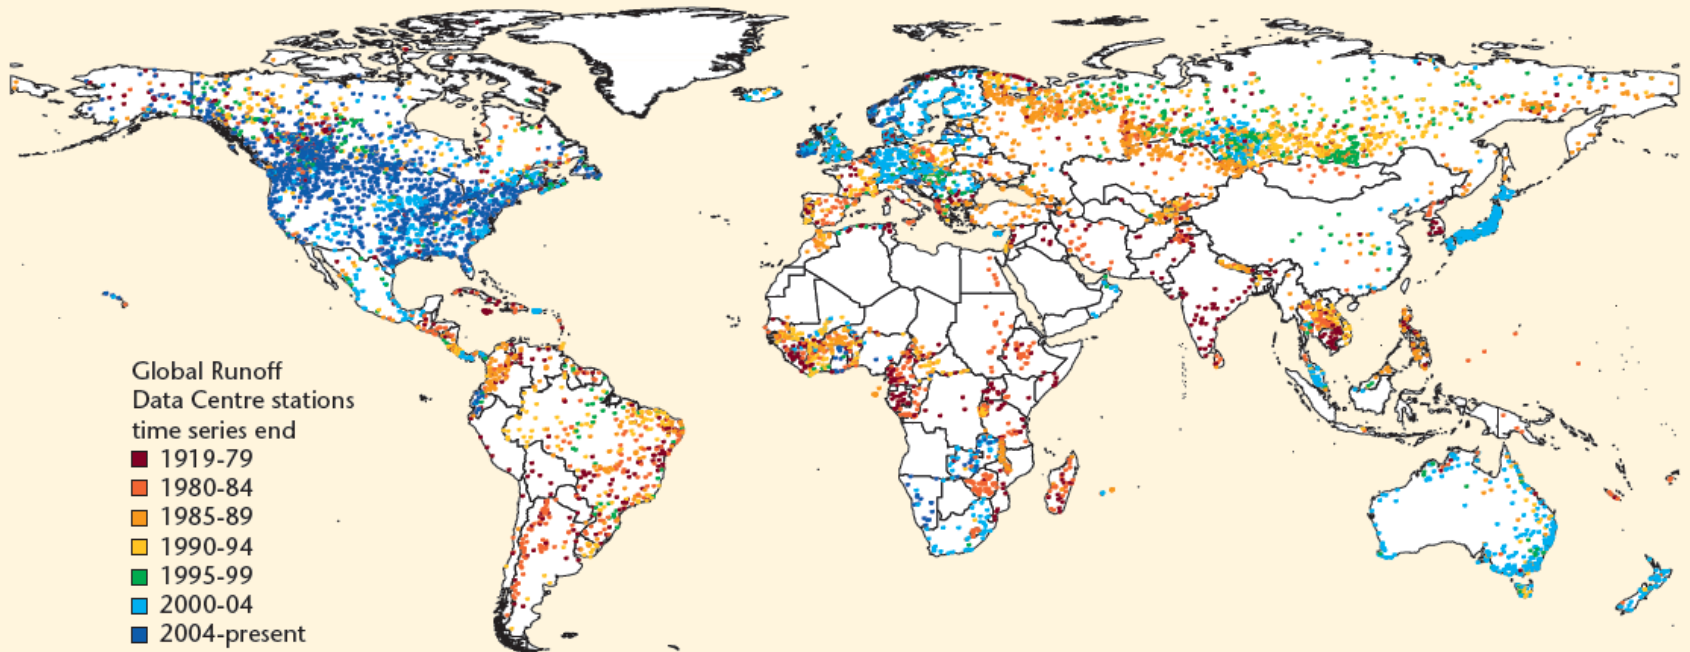 Global Runoff
Data Centre stations
time series end
1919-79
1980-84
1985-89
1990-94
1995-99
2000-04
2004-present